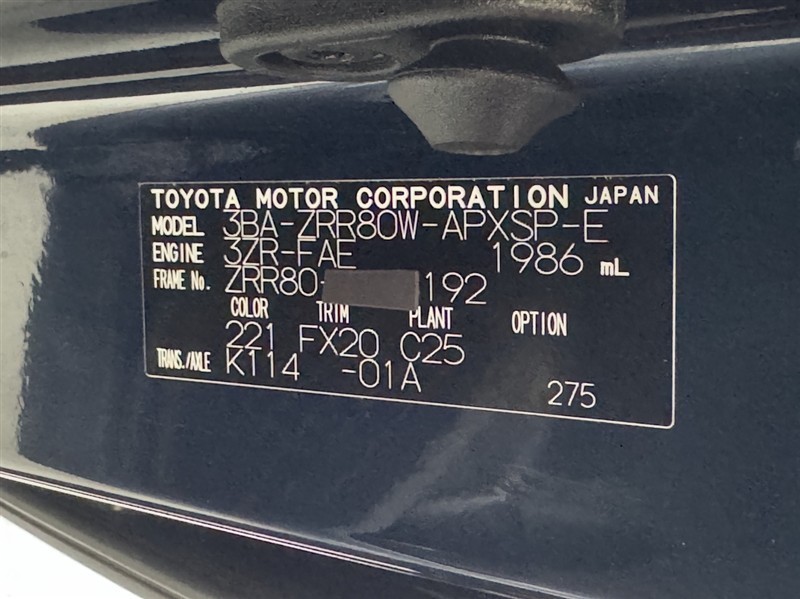 TOYOTA MOTOR CORPORATION JAPAN
MODEL 3BA-ZRR80W-APXSP-E
ENGINE 3ZR-FAE 1986 mL
FRAME No. ZRR80- 192
COLOR TRIM PLANT OPTION
221 FX20 C25
TRANS./AXLE K114 -01A 275